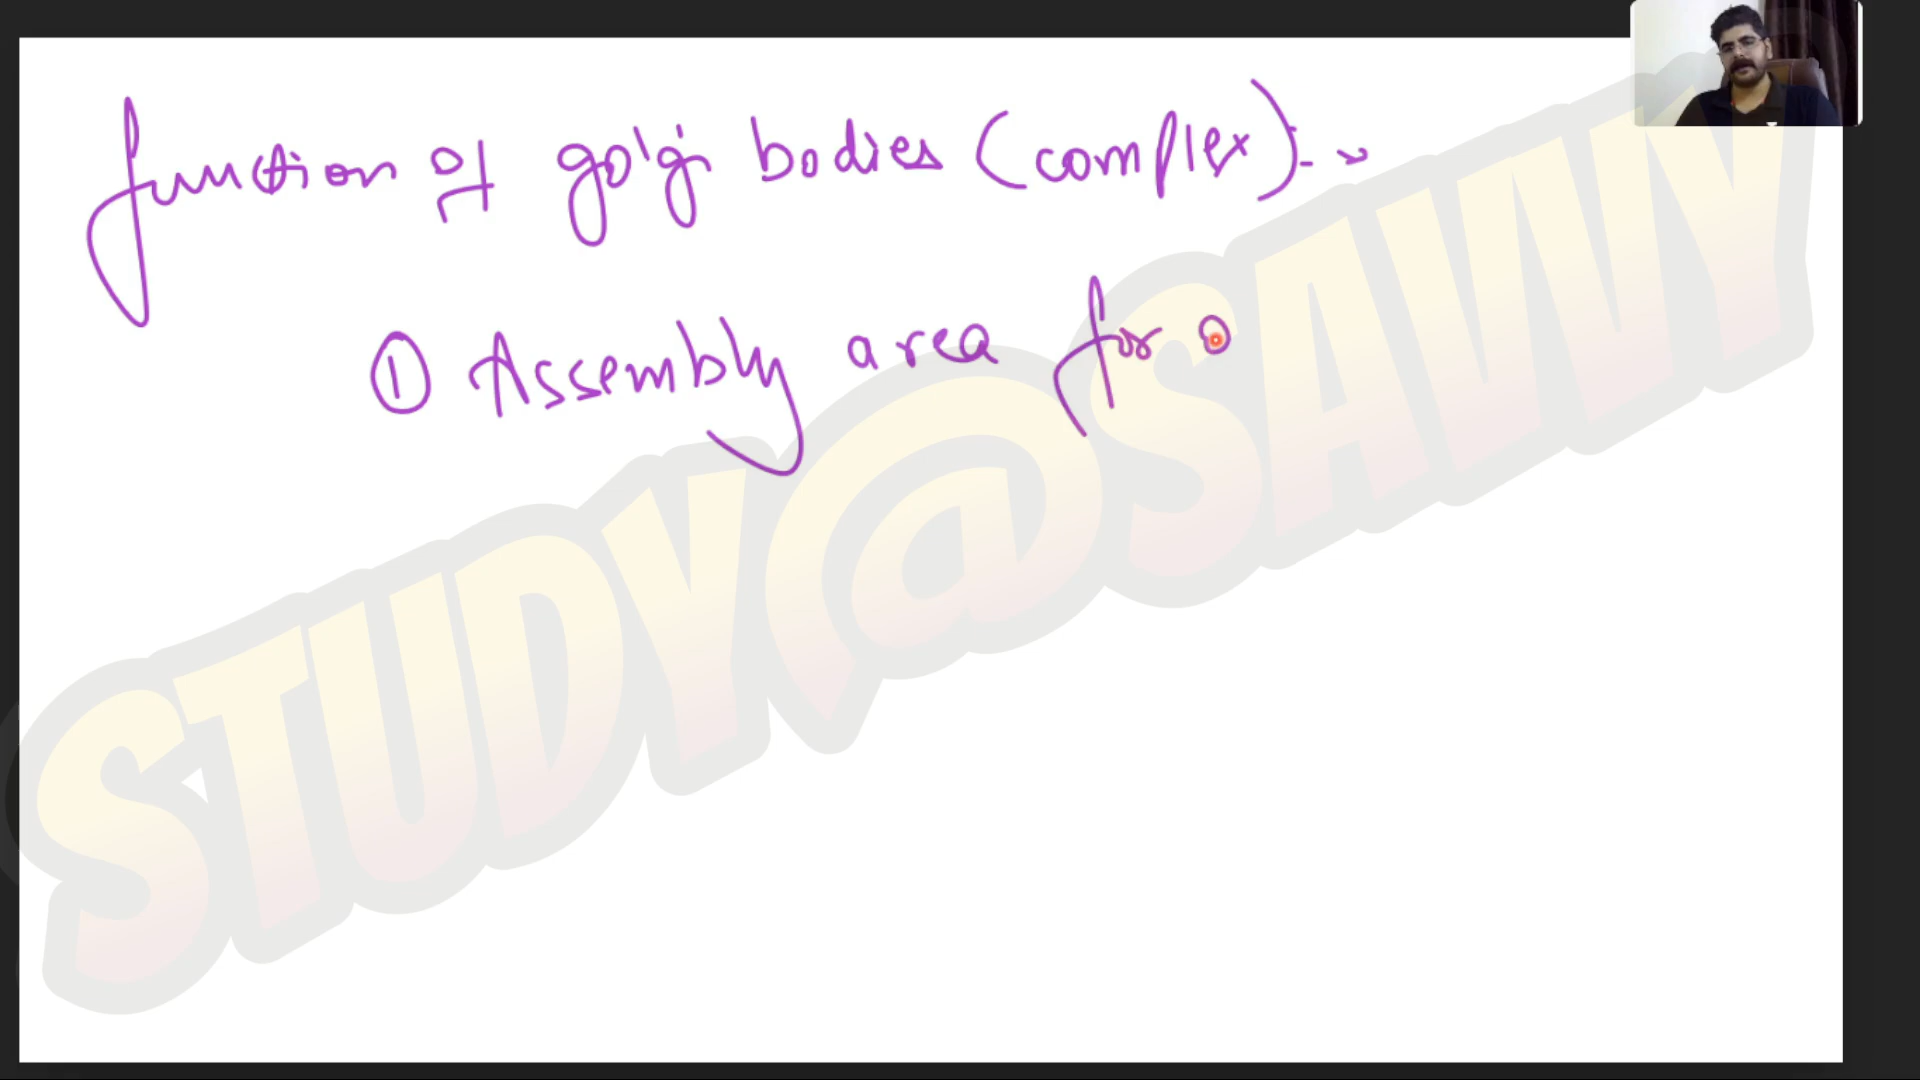 function of golgi bodies (complex):->
① Assembly area for o
STUDY@SAVVY